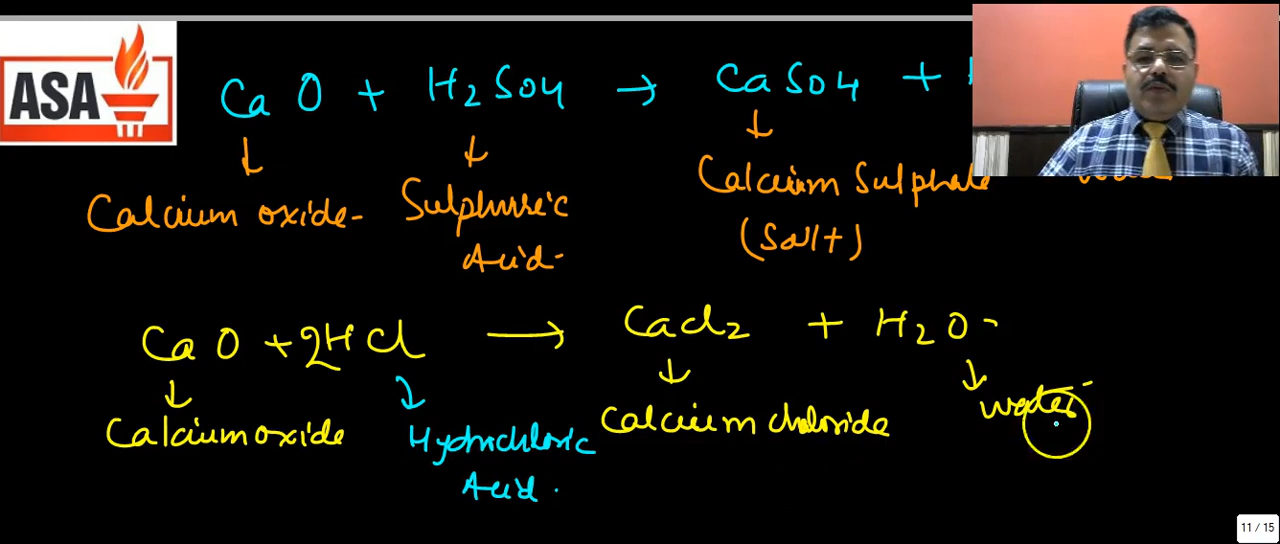 ASA
CaO + H2SO4 → CaSO4 +
↓ ↓ ↓
Calcium oxide- Sulphuric Calcium Sulphate
Acid- (Salt)
CaO + 2HCl → CaCl2 + H2O-
↓ ↓ ↓ ↓
Calcium oxide Hydrochloric Calcium chloride water
Acid .
11 / 15